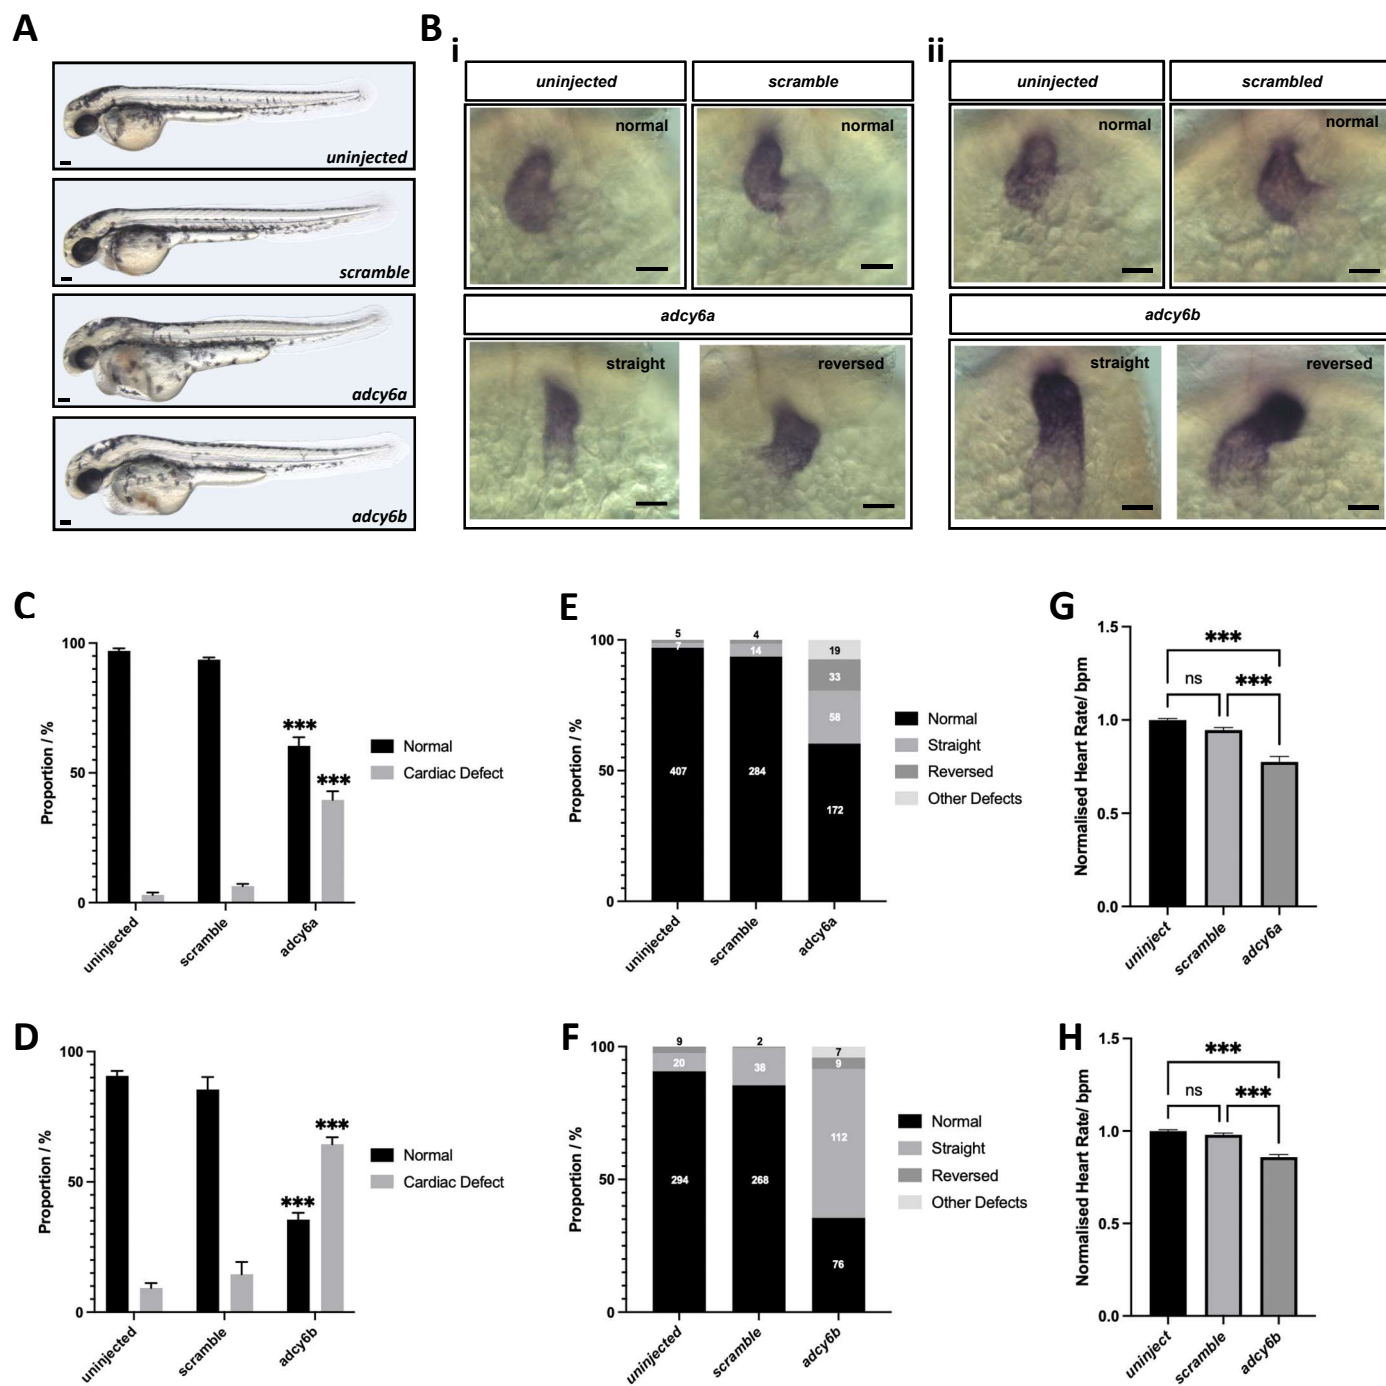 A
uninjected
scramble
adcy6a
adcy6b
B
i
uninjected
scramble
normal
normal
adcy6a
straight
reversed
ii
uninjected
scrambled
normal
normal
adcy6b
straight
reversed
C
Proportion / %
100
50
0
***
***
uninjected
scramble
adcy6a
Normal
Cardiac Defect
E
Proportion / %
100
50
0
5
7
407
4
14
284
19
33
58
172
uninjected
scramble
adcy6a
Normal
Straight
Reversed
Other Defects
G
Normalised Heart Rate/ bpm
1.5
1.0
0.5
0.0
***
ns
***
uninject
scramble
adcy6a
D
Proportion / %
100
50
0
***
***
uninjected
scramble
adcy6b
Normal
Cardiac Defect
F
Proportion / %
100
50
0
9
20
294
2
38
268
7
9
112
76
uninjected
scramble
adcy6b
Normal
Straight
Reversed
Other Defects
H
Normalised Heart Rate/ bpm
1.5
1.0
0.5
0.0
***
ns
***
uninject
scramble
adcy6b